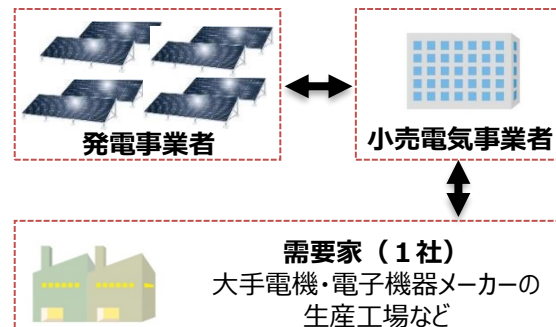 発電事業者
小売電気事業者
需要家（１社）
大手電機・電子機器メーカーの
生産工場など